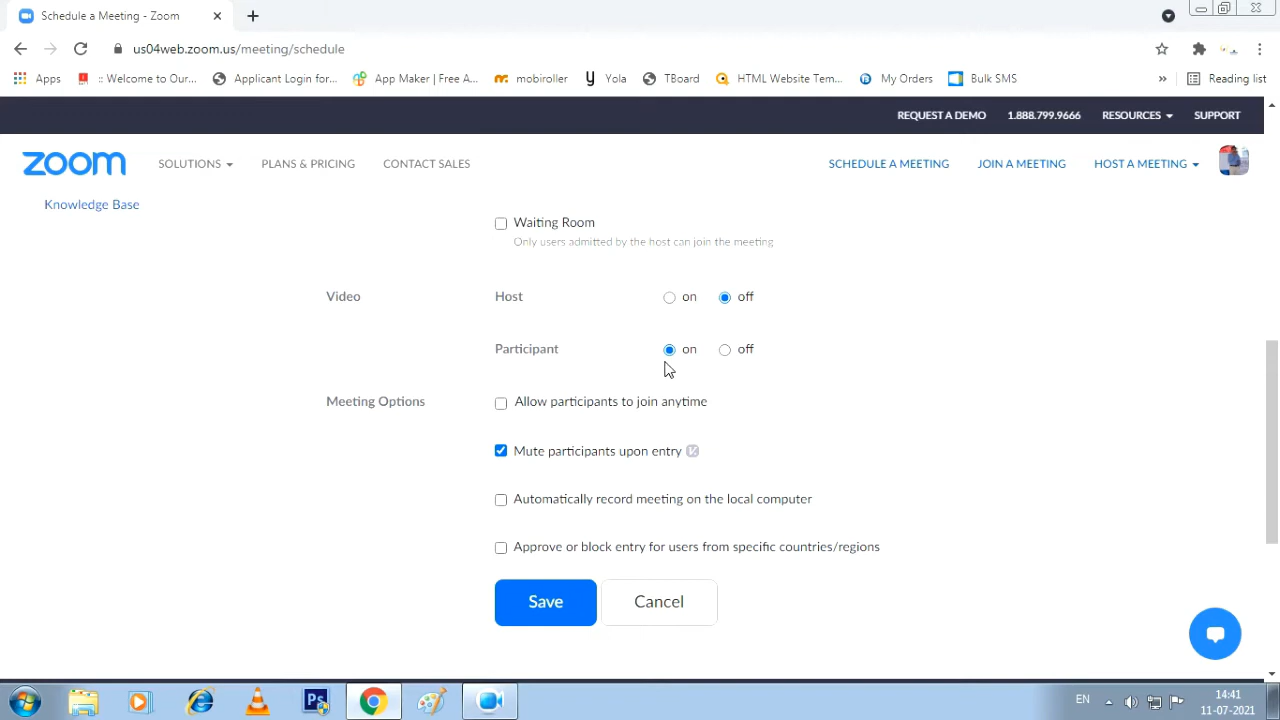 Schedule a Meeting - Zoom
us04web.zoom.us/meeting/schedule
Apps
:: Welcome to Our...
Applicant Login for...
App Maker | Free A...
mobiroller
Yola
TBoard
HTML Website Tem...
My Orders
Bulk SMS
»
Reading list
REQUEST A DEMO
1.888.799.9666
RESOURCES
SUPPORT
zoom
SOLUTIONS
PLANS & PRICING
CONTACT SALES
SCHEDULE A MEETING
JOIN A MEETING
HOST A MEETING
Knowledge Base
Waiting Room
Only users admitted by the host can join the meeting
Video
Host
on
off
Participant
on
off
Meeting Options
Allow participants to join anytime
Mute participants upon entry
Automatically record meeting on the local computer
Approve or block entry for users from specific countries/regions
Save
Cancel
Ps
EN
14:41
11-07-2021